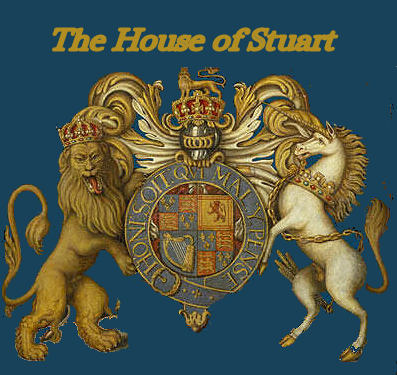 The House of Stuart
HONI SOIT QVI MAL Y PENSE